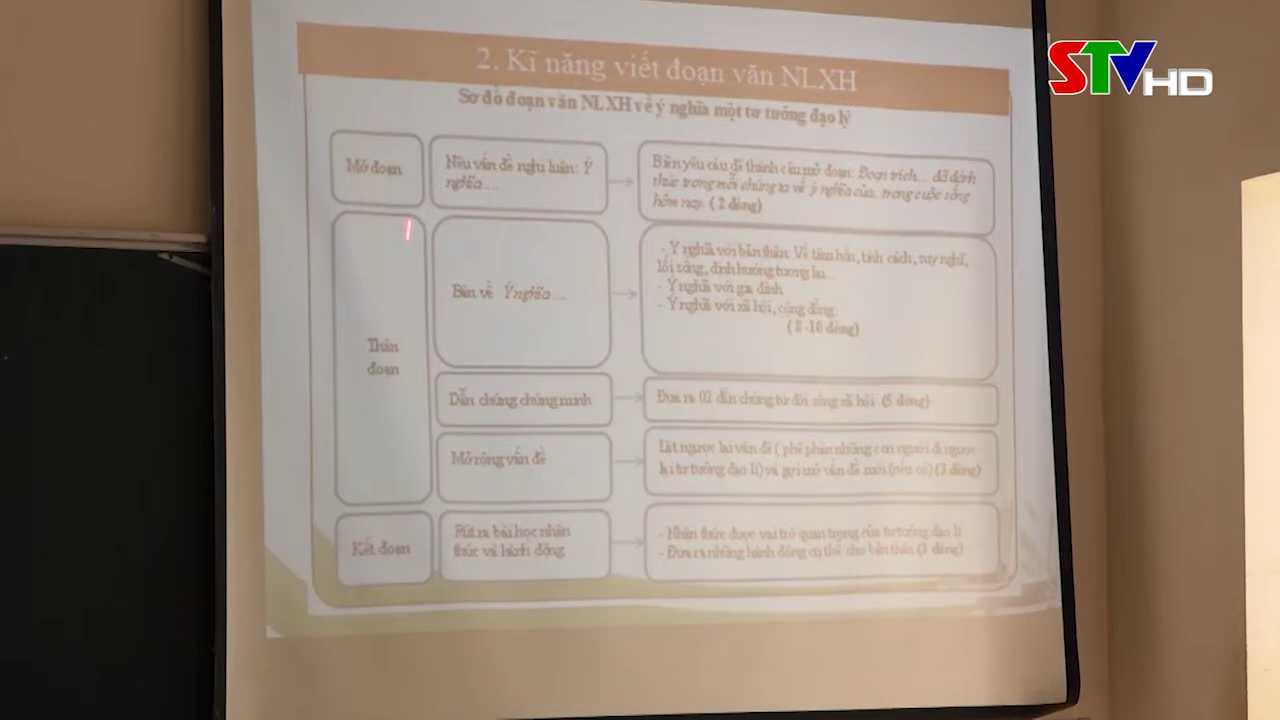 STV HD
2. Kĩ năng viết đoạn văn NLXH
Sơ đồ đoạn văn NLXH về ý nghĩa một tư tưởng đạo lý
Mở đoạn
Nêu vấn đề nghị luận: Ý
nghĩa...
Biến yêu cầu đề thành câu mở đoạn: Đoạn trích... đã đánh
thức trong mỗi chúng ta về ý nghĩa của.. trong cuộc sống
hôm nay. (2 dòng)
Thân
đoạn
Bàn về Ý nghĩa...
- Ý nghĩa với bản thân: Về tâm hồn, tính cách, suy nghĩ,
lối sống, định hướng tương lai...
- Ý nghĩa với gia đình
- Ý nghĩa với xã hội, cộng đồng.
(8 -10 dòng)
Dẫn chứng chứng minh
Đưa ra 02 dẫn chứng từ đời sống xã hội (5 dòng)
Mở rộng vấn đề
Lật ngược lại vấn đề ( phê phán những con người đi ngược
lại tư tưởng đạo lí) và gợi mở vấn đề mới (nếu có) (3 dòng)
Kết đoạn
Rút ra bài học nhận
thức và hành động
- Nhận thức được vai trò quan trọng của tư tưởng đạo lí
- Đưa ra những hành động cụ thể cho bản thân (3 dòng)